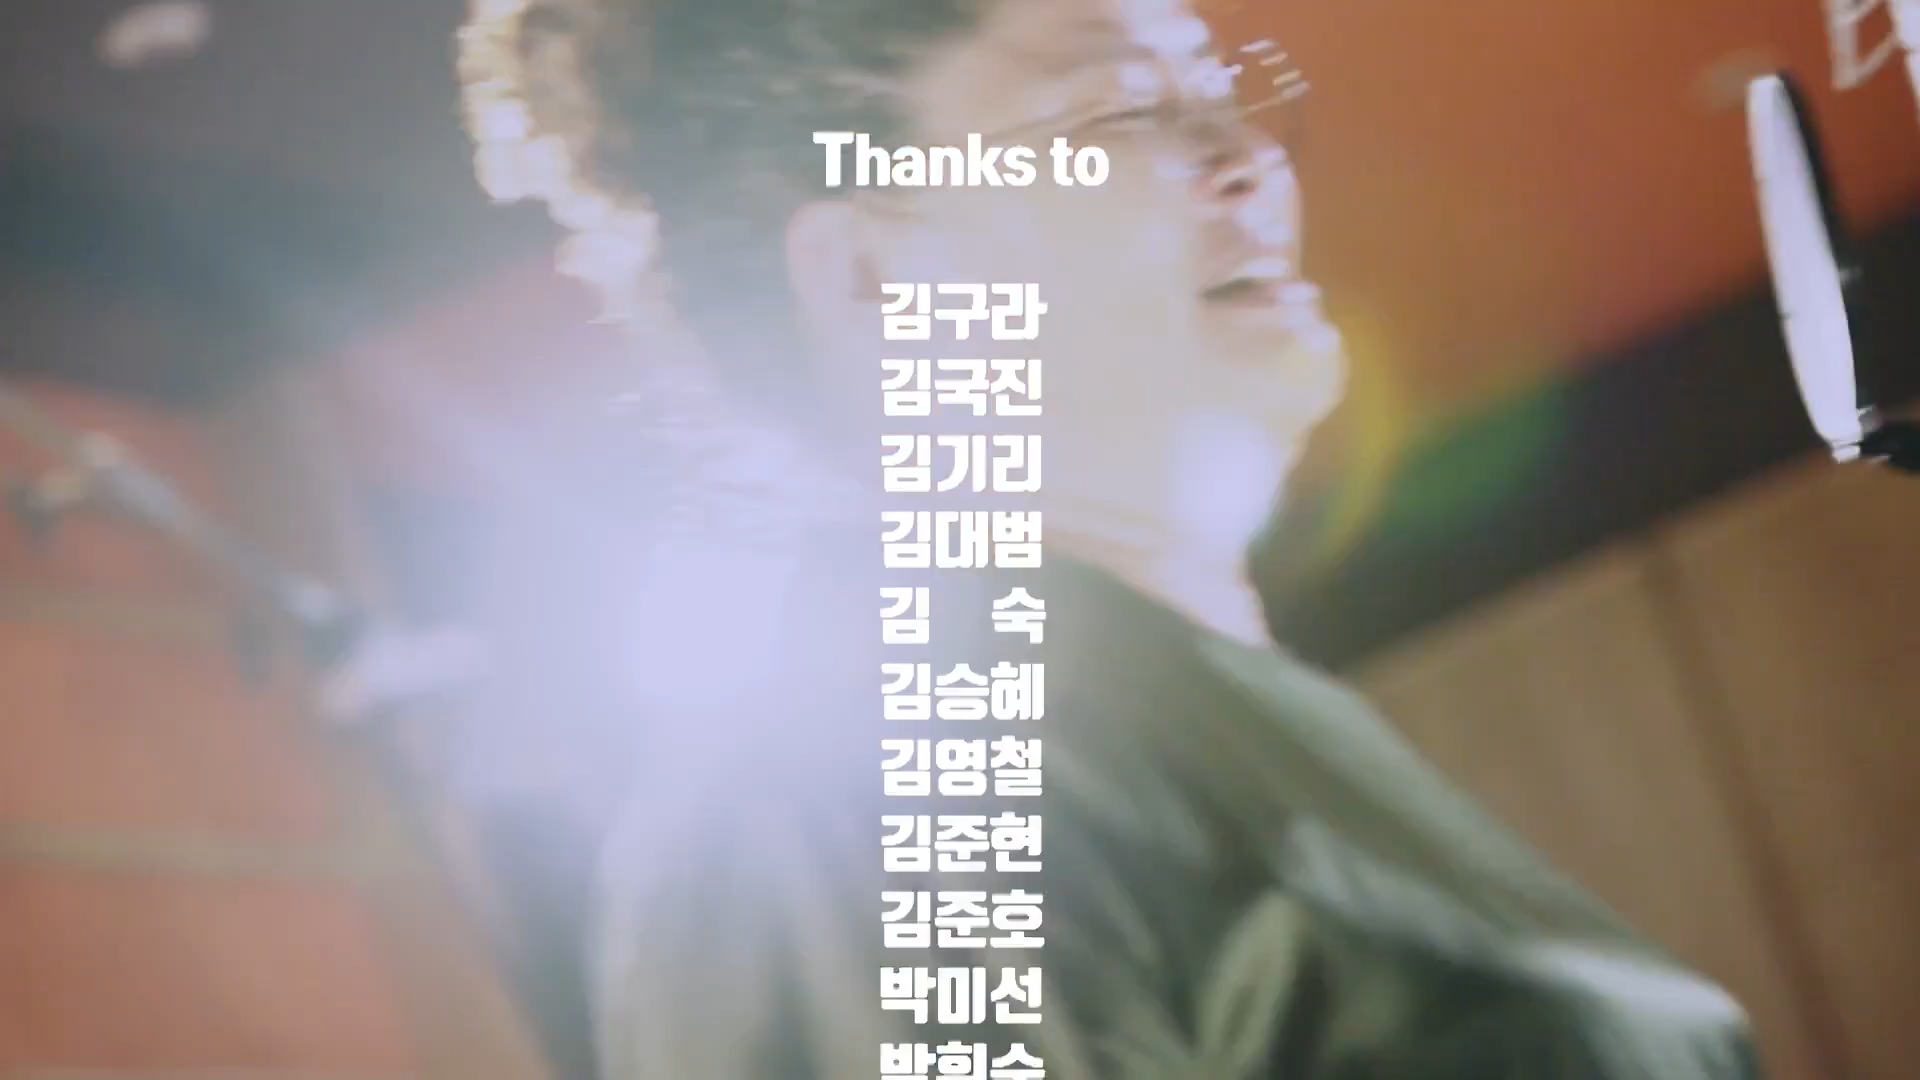 Thanks to
김구라
김국진
김기리
김대범
김 숙
김승혜
김영철
김준현
김준호
박미선